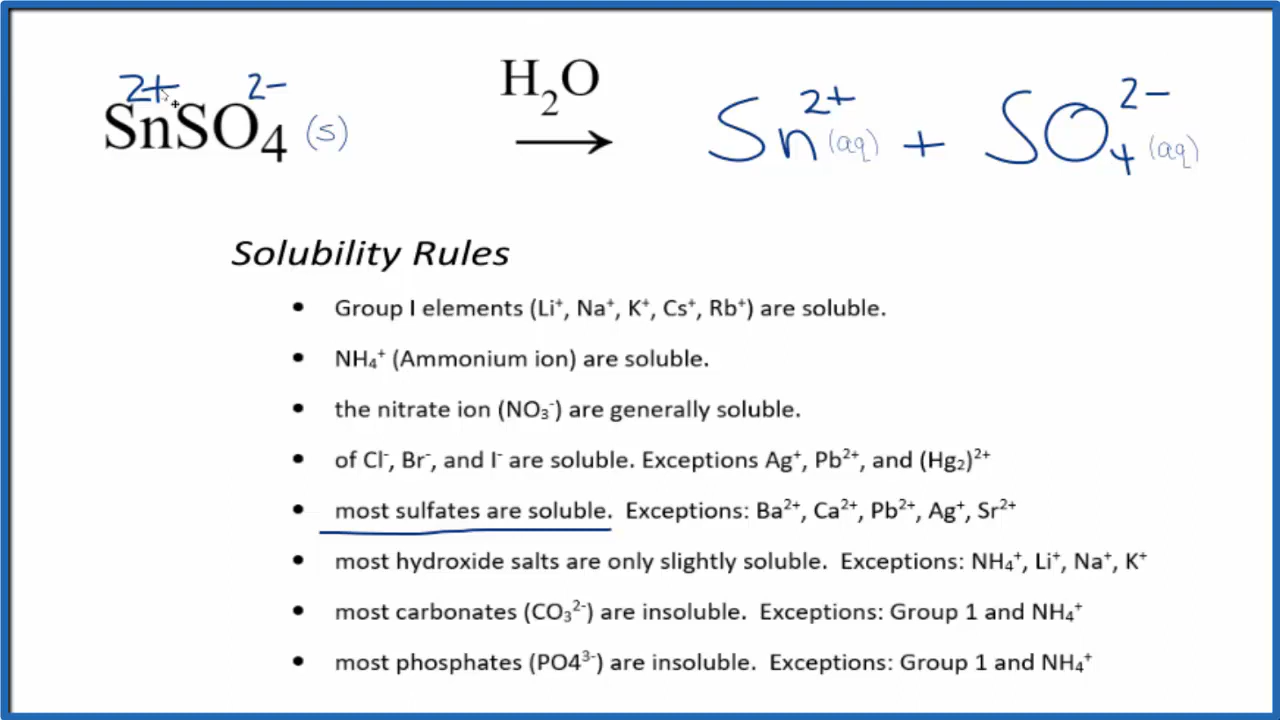 2+ 2-
SnSO₄ (s) H₂O → Sn²⁺(aq) + SO₄²⁻(aq)
Solubility Rules
• Group I elements (Li⁺, Na⁺, K⁺, Cs⁺, Rb⁺) are soluble.
• NH₄⁺ (Ammonium ion) are soluble.
• the nitrate ion (NO₃⁻) are generally soluble.
• of Cl⁻, Br⁻, and I⁻ are soluble. Exceptions Ag⁺, Pb²⁺, and (Hg₂)²⁺
• most sulfates are soluble. Exceptions: Ba²⁺, Ca²⁺, Pb²⁺, Ag⁺, Sr²⁺
• most hydroxide salts are only slightly soluble. Exceptions: NH₄⁺, Li⁺, Na⁺, K⁺
• most carbonates (CO₃²⁻) are insoluble. Exceptions: Group 1 and NH₄⁺
• most phosphates (PO4³⁻) are insoluble. Exceptions: Group 1 and NH₄⁺